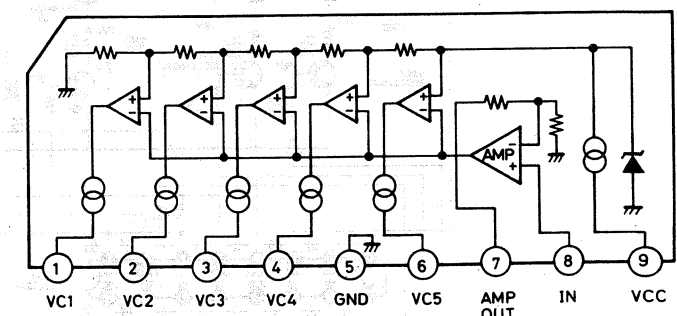 + + + + +
- - - - -
-
AMP
+
1 2 3 4 5 6 7 8 9
VC1 VC2 VC3 VC4 GND VC5 AMP IN VCC
OUT